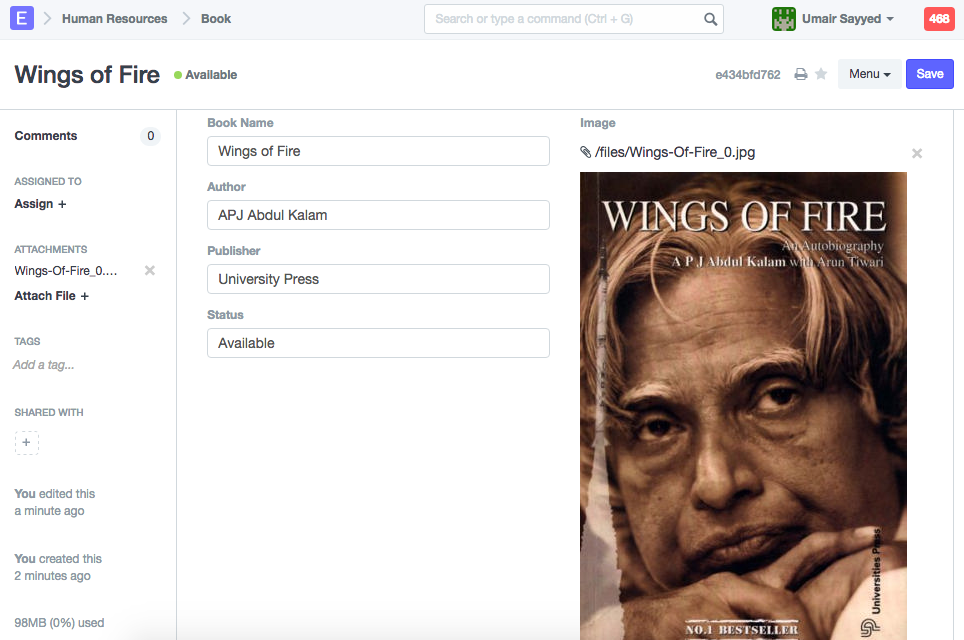 E Human Resources Book
Search or type a command (Ctrl + G)
Umair Sayyed
468
Wings of Fire
Available
e434bfd762
Menu
Save
Comments 0
ASSIGNED TO
Assign +
ATTACHMENTS
Wings-Of-Fire_0....
Attach File +
TAGS
Add a tag...
SHARED WITH
+
You edited this
a minute ago
You created this
2 minutes ago
98MB (0%) used
Book Name
Wings of Fire
Author
APJ Abdul Kalam
Publisher
University Press
Status
Available
Image
/files/Wings-Of-Fire_0.jpg
WINGS OF FIRE
An Autobiography
A P J Abdul Kalam with Arun Tiwari
Universities Press
NO.1 BESTSELLER